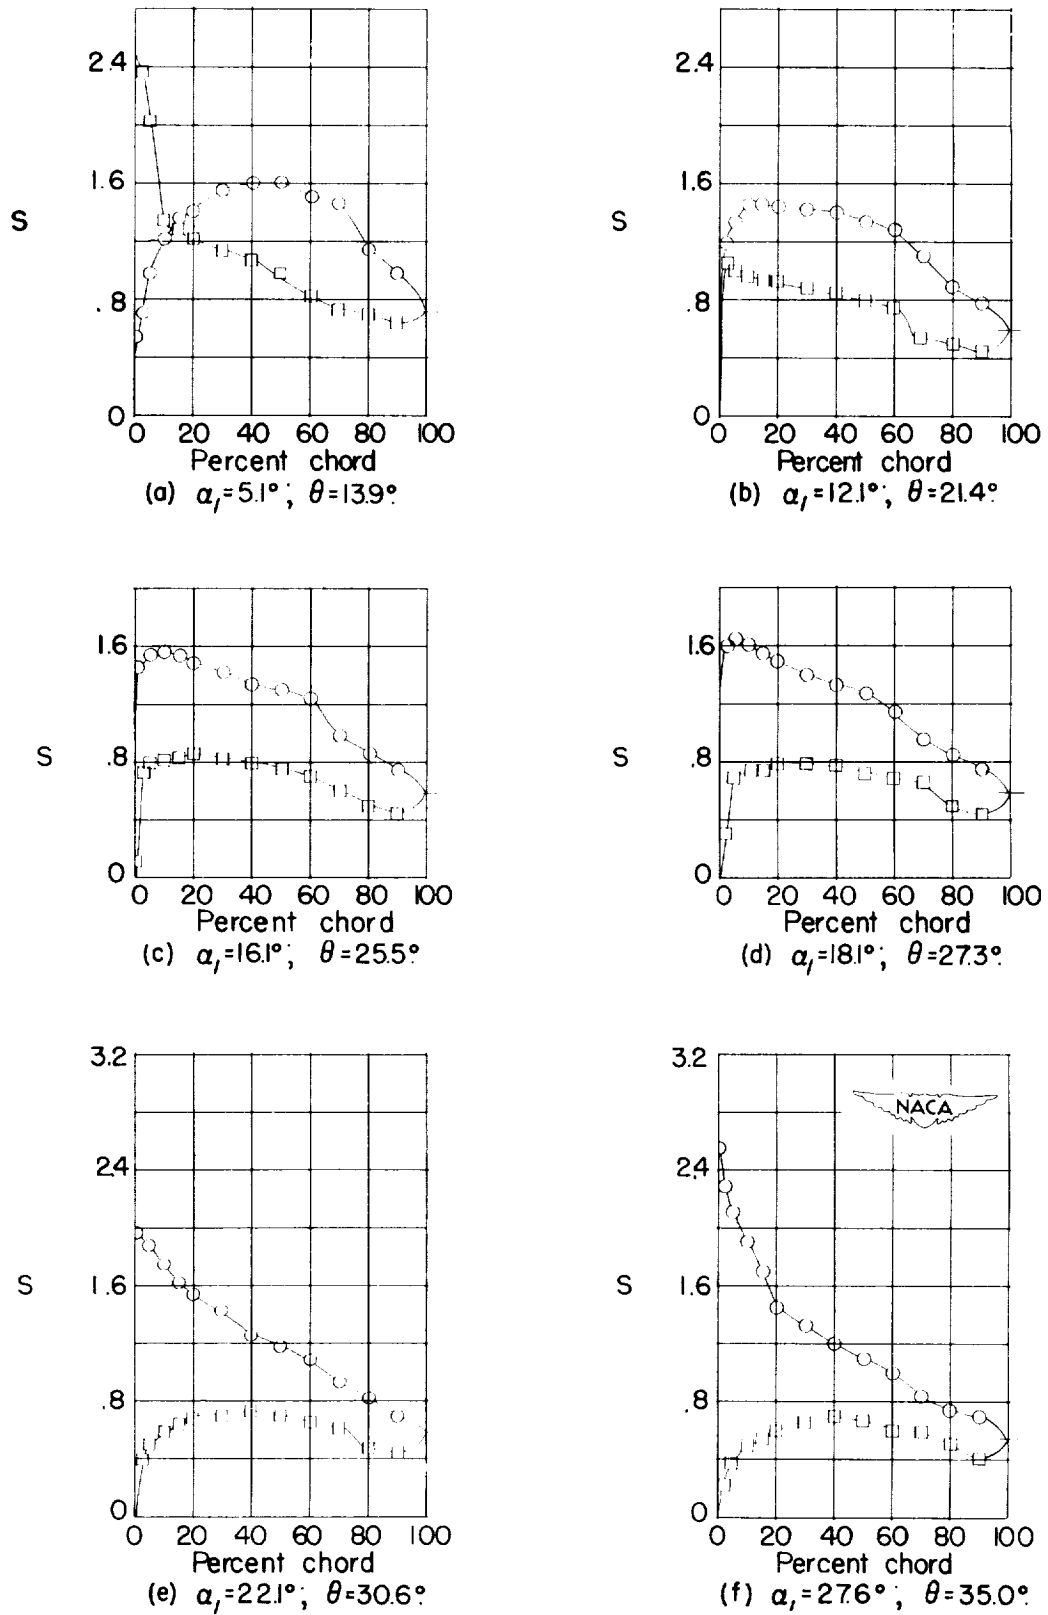 2.4
1.6
S
.8
0
0 20 40 60 80 100
Percent chord
(a) α₁=5.1°; θ=13.9°.
2.4
1.6
S
.8
0
0 20 40 60 80 100
Percent chord
(b) α₁=12.1°; θ=21.4°.
1.6
S
.8
0
0 20 40 60 80 100
Percent chord
(c) α₁=16.1°; θ=25.5°.
1.6
S
.8
0
0 20 40 60 80 100
Percent chord
(d) α₁=18.1°; θ=27.3°.
3.2
2.4
1.6
S
.8
0
0 20 40 60 80 100
Percent chord
(e) α₁=22.1°; θ=30.6°.
3.2
NACA
2.4
1.6
S
.8
0
0 20 40 60 80 100
Percent chord
(f) α₁=27.6°; θ=35.0°.